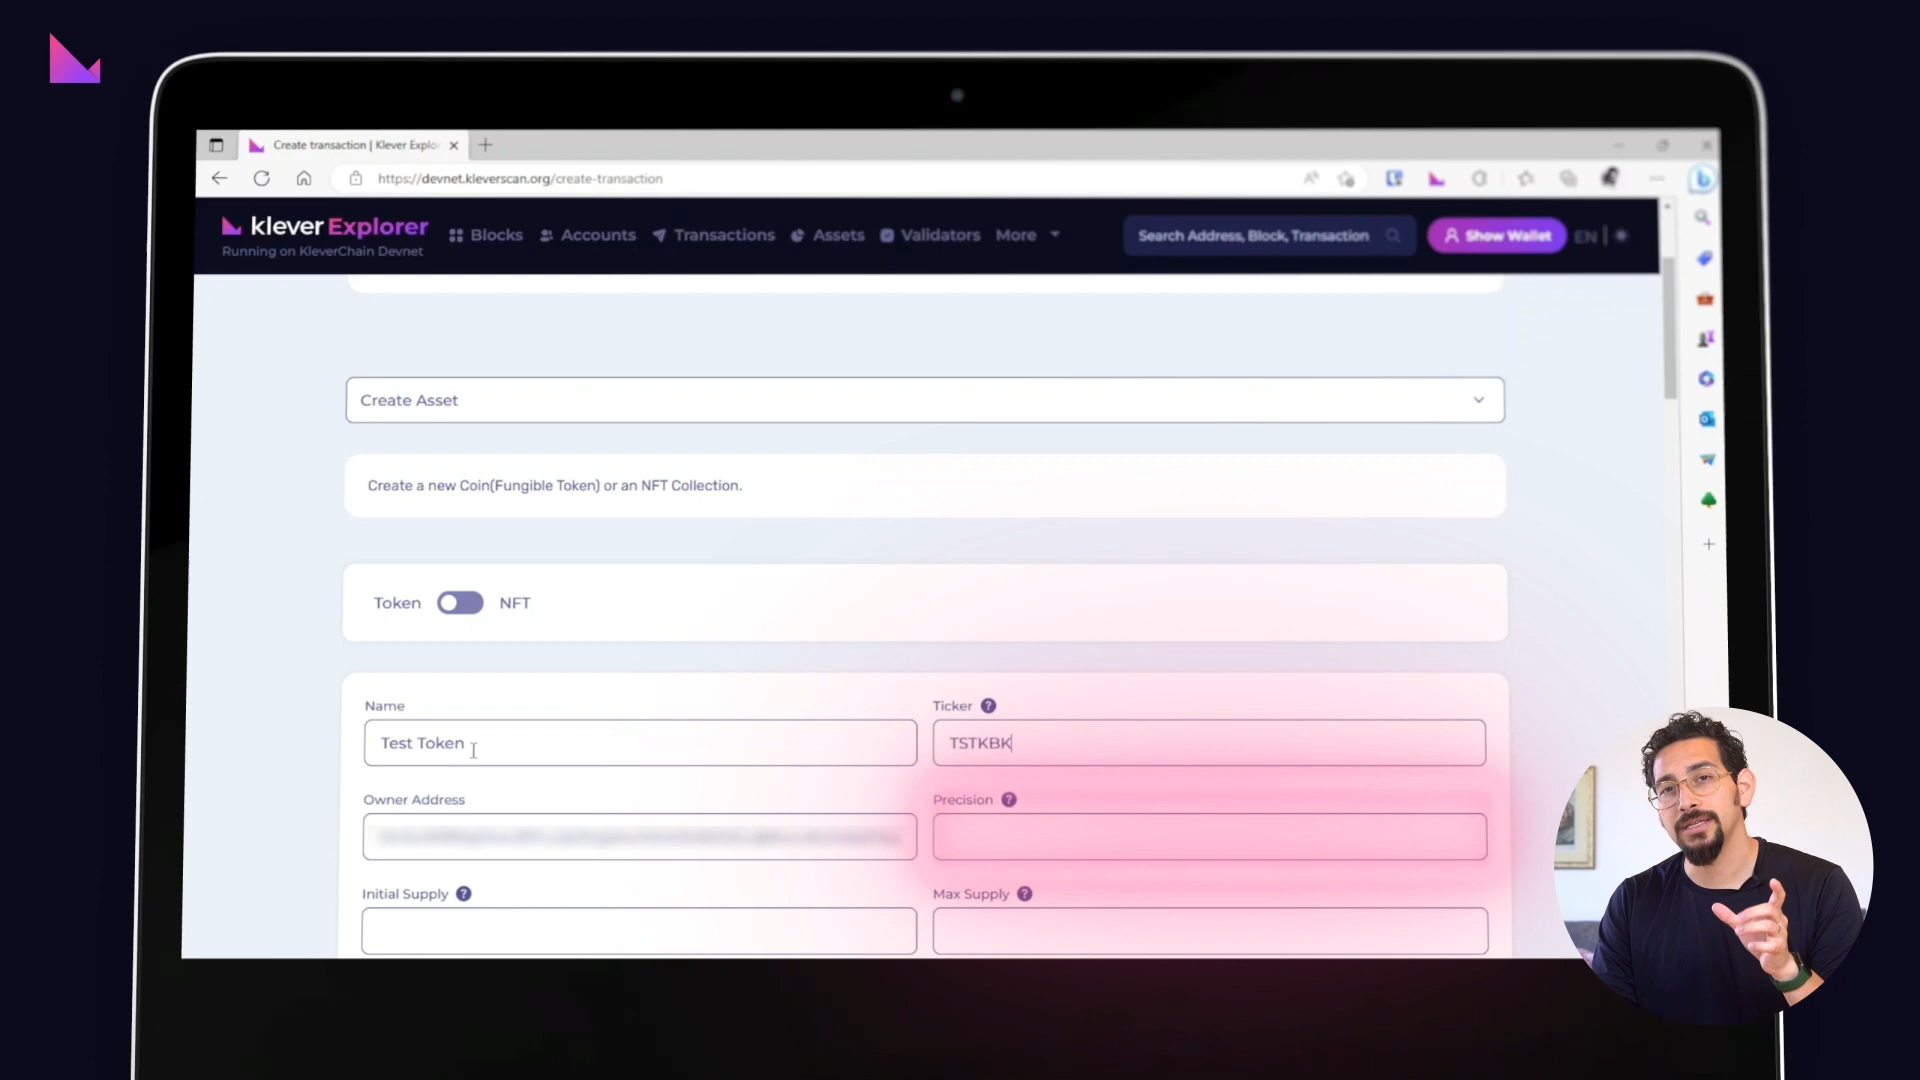 Create transaction | Klever Explo
https://devnet.kleverscan.org/create-transaction
klever Explorer
Running on KleverChain Devnet
Blocks
Accounts
Transactions
Assets
Validators
More
Search Address, Block, Transaction
Show Wallet
EN
Create Asset
Create a new Coin(Fungible Token) or an NFT Collection.
Token
NFT
Name
Ticker
Test Token
TSTKBK
Owner Address
Precision
Initial Supply
Max Supply